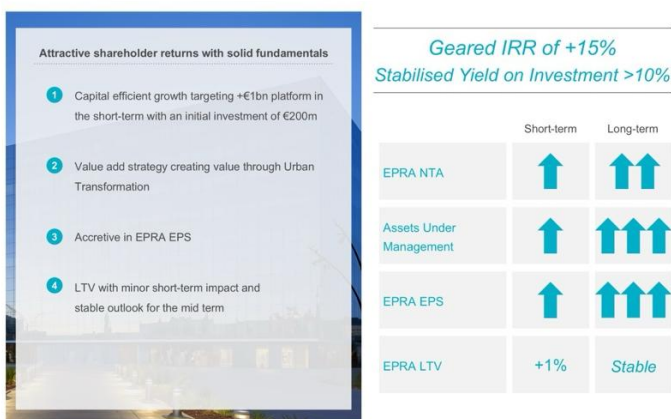 Attractive shareholder returns with solid fundamentals
1 Capital efficient growth targeting +€1bn platform in
the short-term with an initial investment of €200m
2 Value add strategy creating value through Urban
Transformation
3 Accretive in EPRA EPS
4 LTV with minor short-term impact and
stable outlook for the mid term
Geared IRR of +15%
Stabilised Yield on Investment >10%
Short-term Long-term
EPRA NTA
Assets Under
Management
EPRA EPS
EPRA LTV +1% Stable